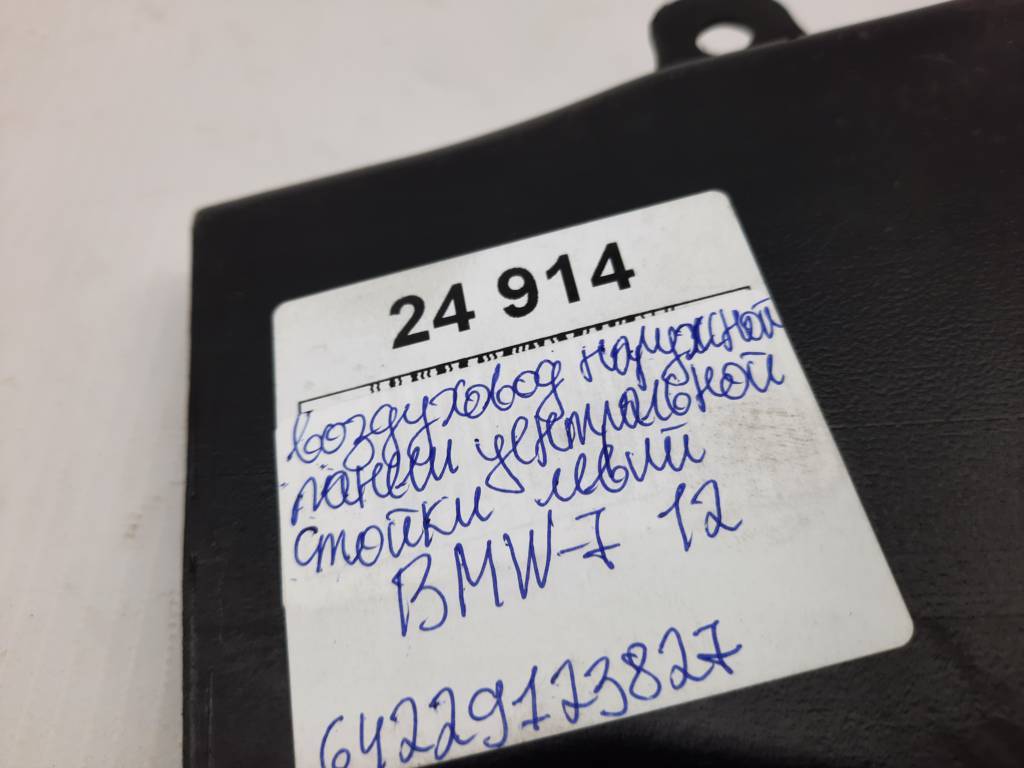 24 914
воздуховод наружной
панели центральной
стойки левый
BMW-7 12
64229123827